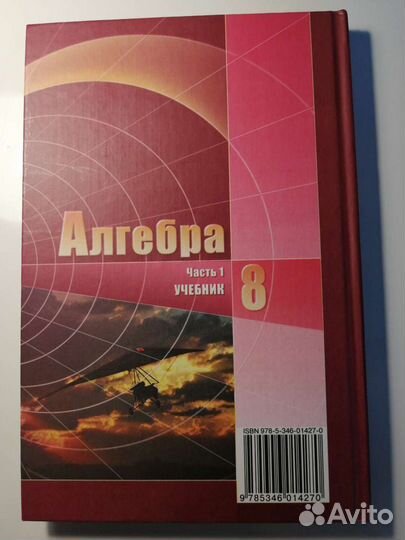 Алгебра
Часть 1
УЧЕБНИК
8
ISBN 978-5-346-01427-0
9 785346 014270
Avito